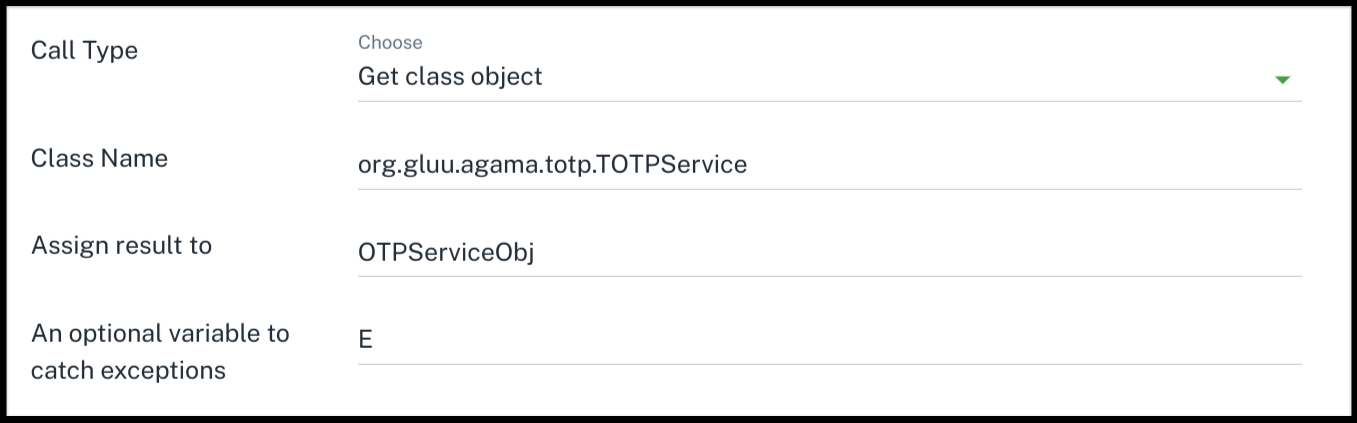 Call Type
Choose
Get class object
Class Name
org.gluu.agama.totp.TOTPService
Assign result to
OTPServiceObj
An optional variable to
catch exceptions
E